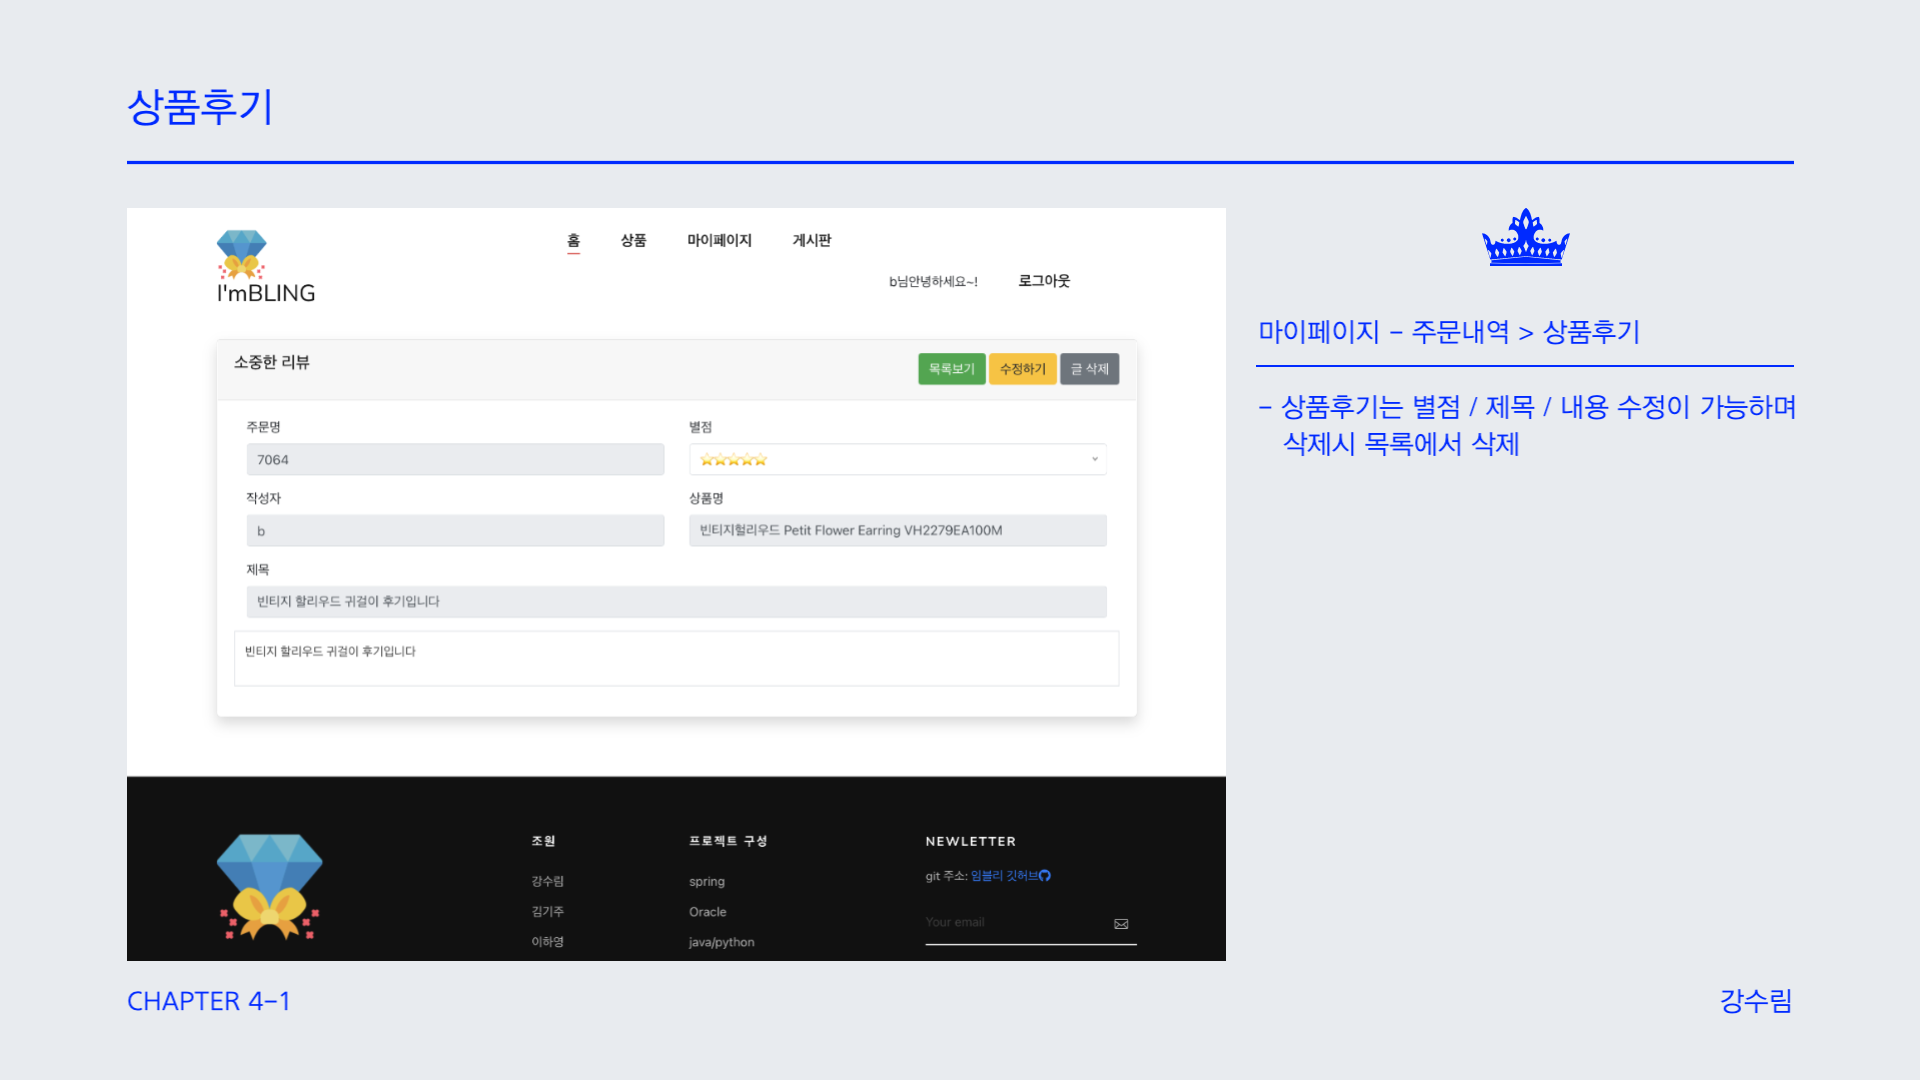 상품후기
I'mBLING
홈 상품 마이페이지 게시판
b님안녕하세요~! 로그아웃
소중한 리뷰
목록보기 수정하기 글 삭제
주문명 별점
7064 ⭐⭐⭐⭐⭐
작성자 상품명
b 빈티지헐리우드 Petit Flower Earring VH2279EA100M
제목
빈티지 할리우드 귀걸이 후기입니다
빈티지 할리우드 귀걸이 후기입니다
조원 프로젝트 구성 NEWLETTER
강수림 spring git 주소: 임블리 깃허브
김기주 Oracle Your email
이하영 java/python
마이페이지 - 주문내역 > 상품후기
- 상품후기는 별점 / 제목 / 내용 수정이 가능하며
삭제시 목록에서 삭제
CHAPTER 4-1
강수림